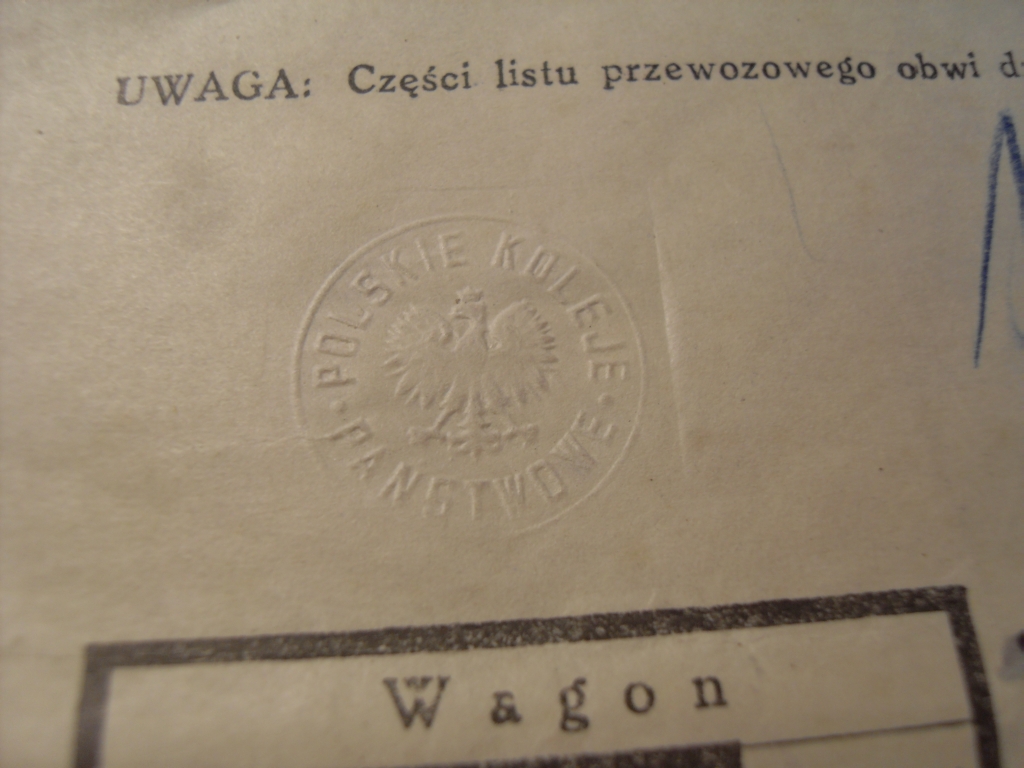 UWAGA: Części listu przewozowego obwi
POLSKIE KOLEJE
PAŃSTWOWE
Wagon